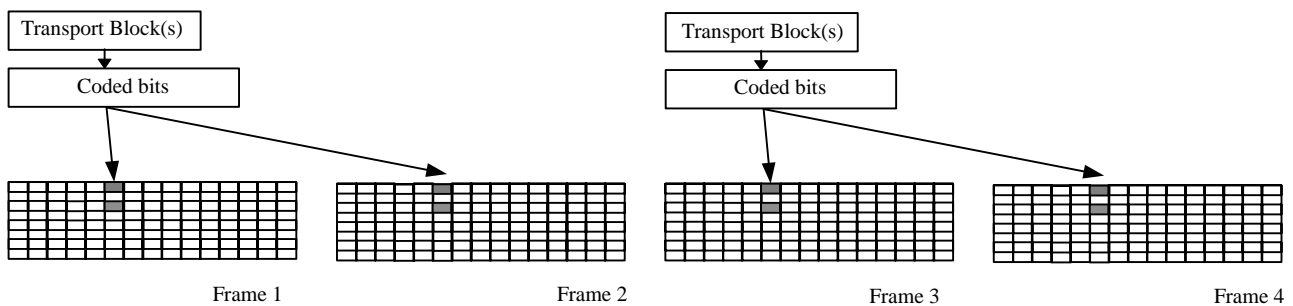 Transport Block(s)
Coded bits
Transport Block(s)
Coded bits
Frame 1
Frame 2
Frame 3
Frame 4